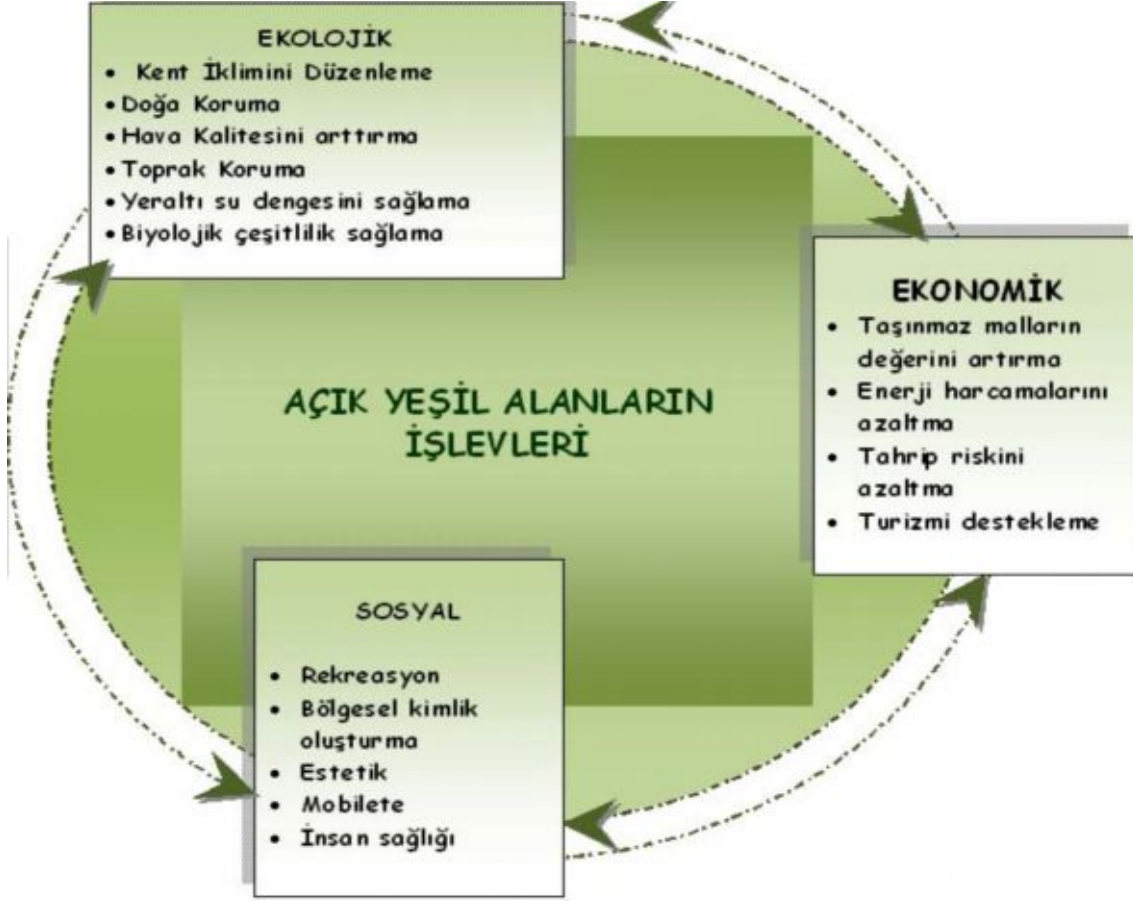 EKOLOJİK
• Kent İklimini Düzenleme
• Doğa Koruma
• Hava Kalitesini arttırma
• Toprak Koruma
• Yeraltı su dengesini sağlama
• Biyolojik çeşitlilik sağlama
EKONOMİK
• Taşınmaz malların
değerini artırma
• Enerji harcamalarını
azaltma
• Tahrip riskini
azaltma
• Turizmi destekleme
AÇIK YEŞİL ALANLARIN
İŞLEVLERİ
SOSYAL
• Rekreasyon
• Bölgesel kimlik
oluşturma
• Estetik
• Mobilete
• İnsan sağlığı